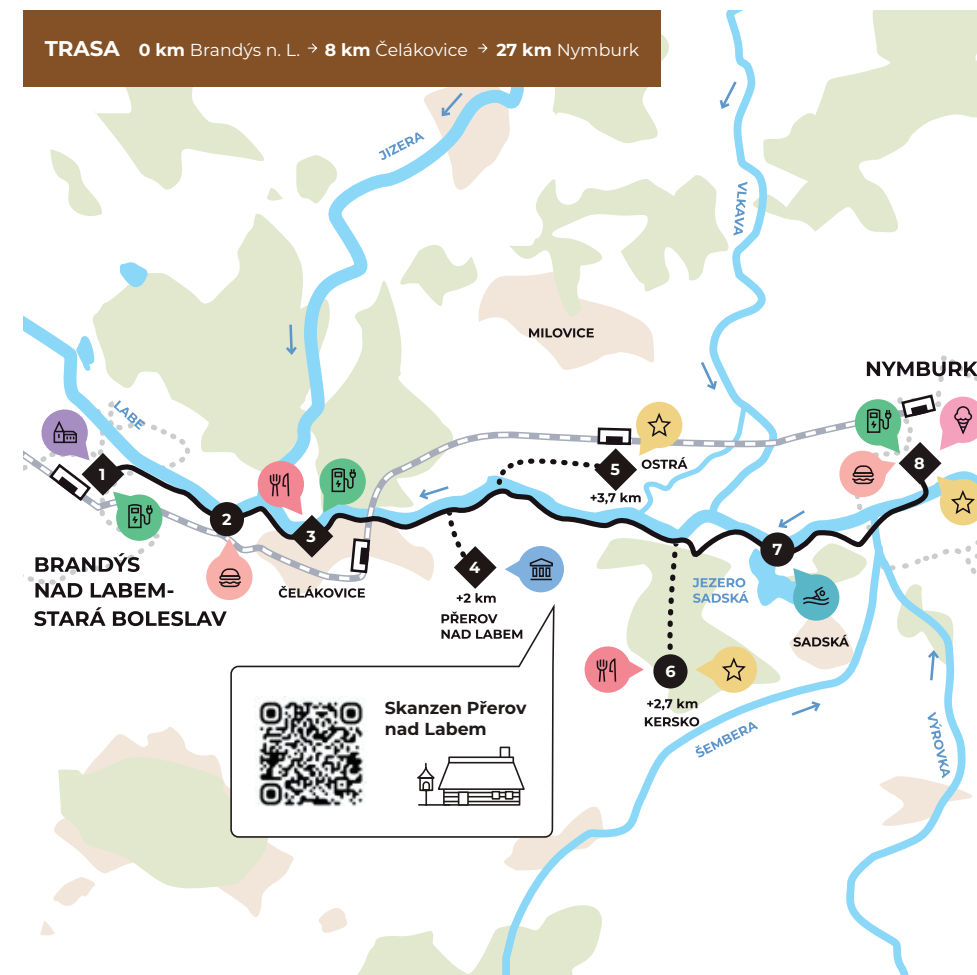 TRASA 0 km Brandýs n. L. → 8 km Čelákovice → 27 km Nymburk
JIZERA
VLKAVA
MILOVICE
NYMBURK
LABE
1
2
3
4
5
6
7
8
OSTRÁ
+3,7 km
BRANDÝS
NAD LABEM-
STARÁ BOLESLAV
ČELÁKOVICE
+2 km
PŘEROV
NAD LABEM
JEZERO
SADSKÁ
SADSKÁ
+2,7 km
KERSKO
ŠEMBERA
VÝROVKA
Skanzen Přerov
nad Labem